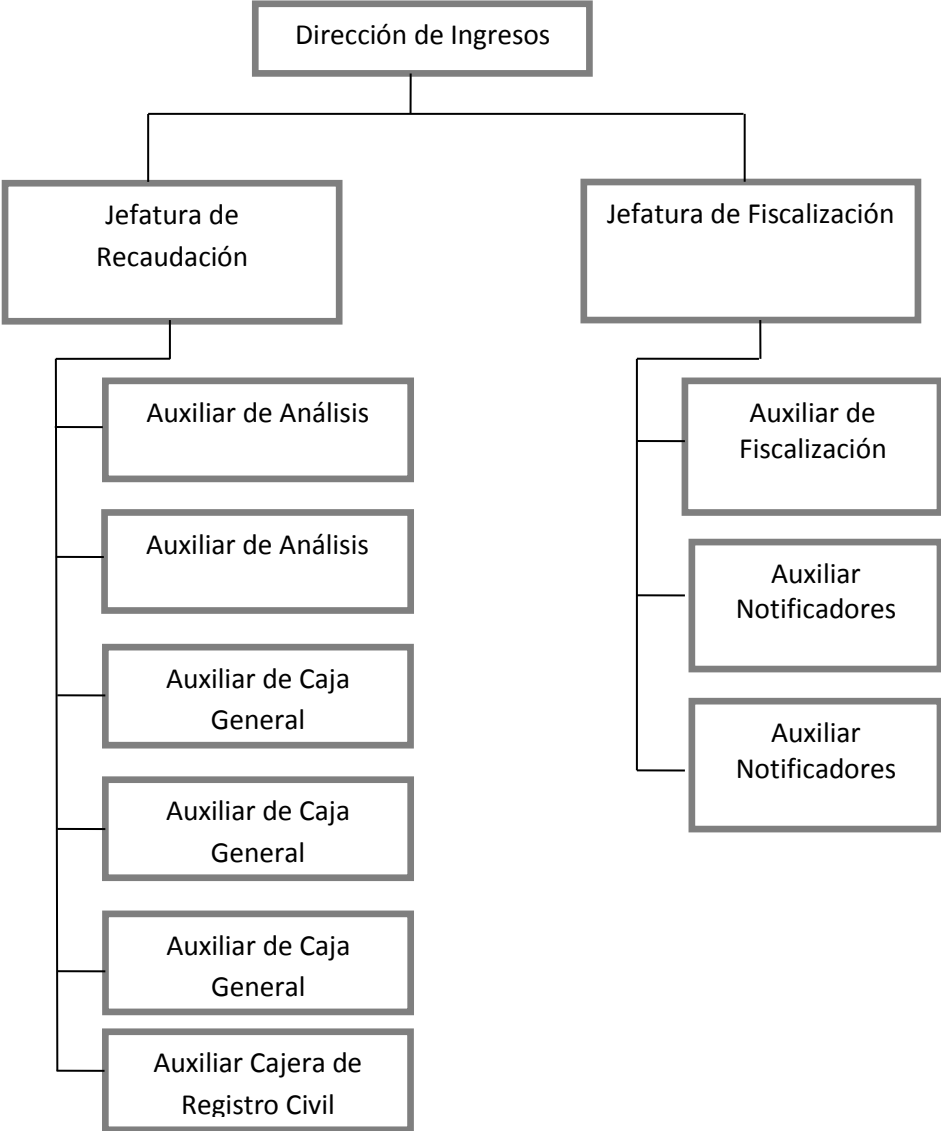 Dirección de Ingresos
Jefatura de
Recaudación
Jefatura de Fiscalización
Auxiliar de Análisis
Auxiliar de Análisis
Auxiliar de Caja
General
Auxiliar de Caja
General
Auxiliar de Caja
General
Auxiliar Cajera de
Registro Civil
Auxiliar de
Fiscalización
Auxiliar
Notificadores
Auxiliar
Notificadores